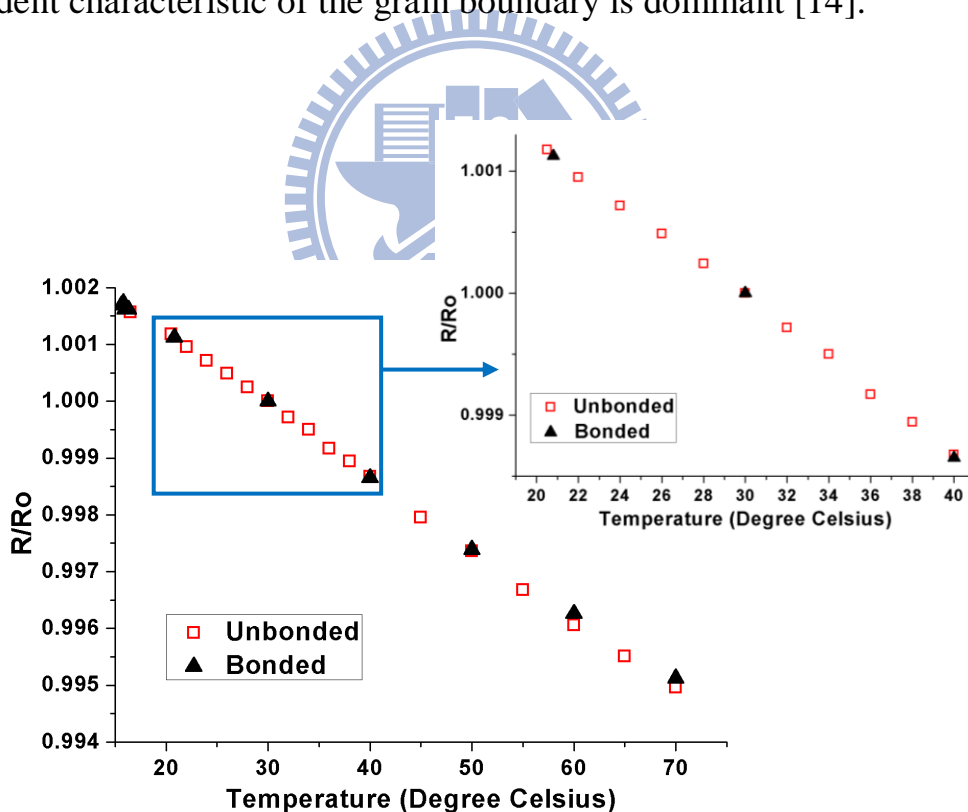 dent characteristic of the grain boundary is dominant [14].
1.001
1.000
0.999
R/Ro
Unbonded
Bonded
20 22 24 26 28 30 32 34 36 38 40
Temperature (Degree Celsius)
1.002
1.001
1.000
0.999
0.998
0.997
0.996
0.995
0.994
R/Ro
Unbonded
Bonded
20 30 40 50 60 70
Temperature (Degree Celsius)